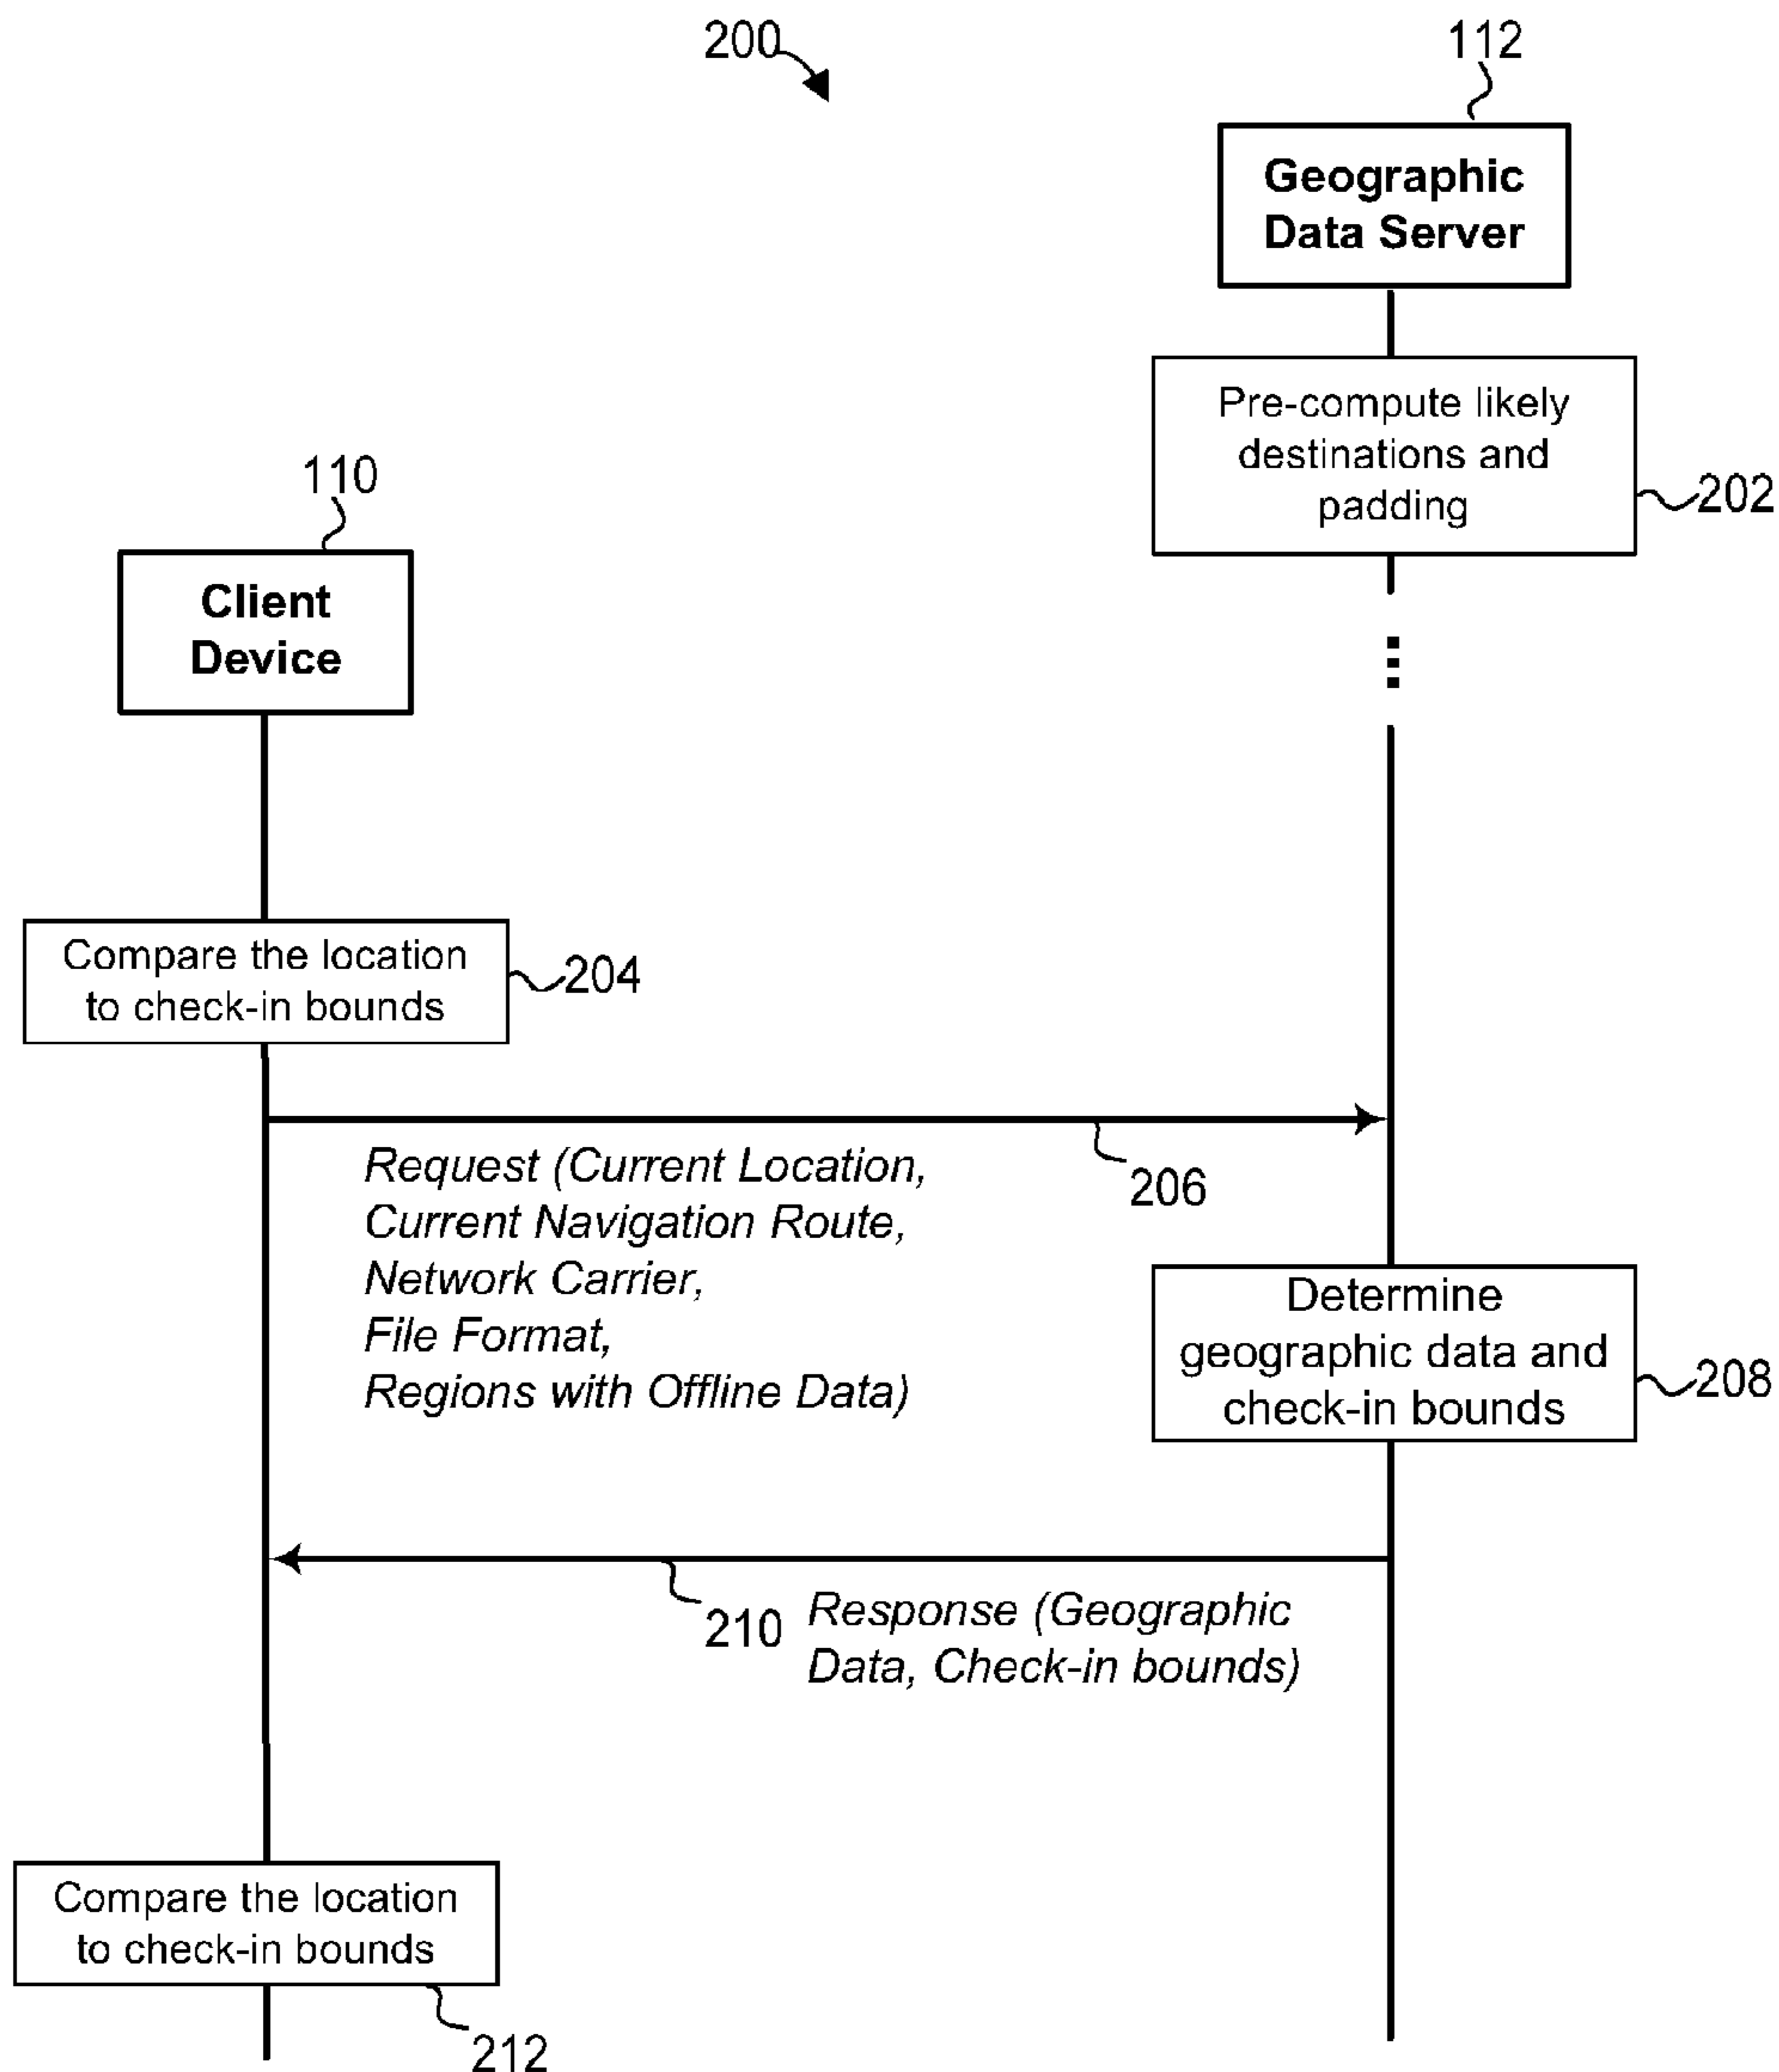 200
112
Geographic
Data Server
Pre-compute likely
destinations and
padding
202
110
Client
Device
Compare the location
to check-in bounds
204
206
Request (Current Location,
Current Navigation Route,
Network Carrier,
File Format,
Regions with Offline Data)
Determine
geographic data and
check-in bounds
208
210
Response (Geographic
Data, Check-in bounds)
Compare the location
to check-in bounds
212